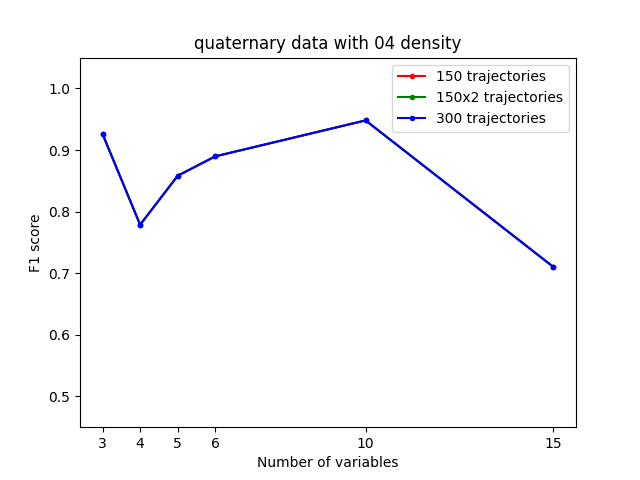 quaternary data with 04 density
150 trajectories
150x2 trajectories
300 trajectories
1.0
0.9
0.8
0.7
0.6
0.5
F1 score
3 4 5 6 10 15
Number of variables